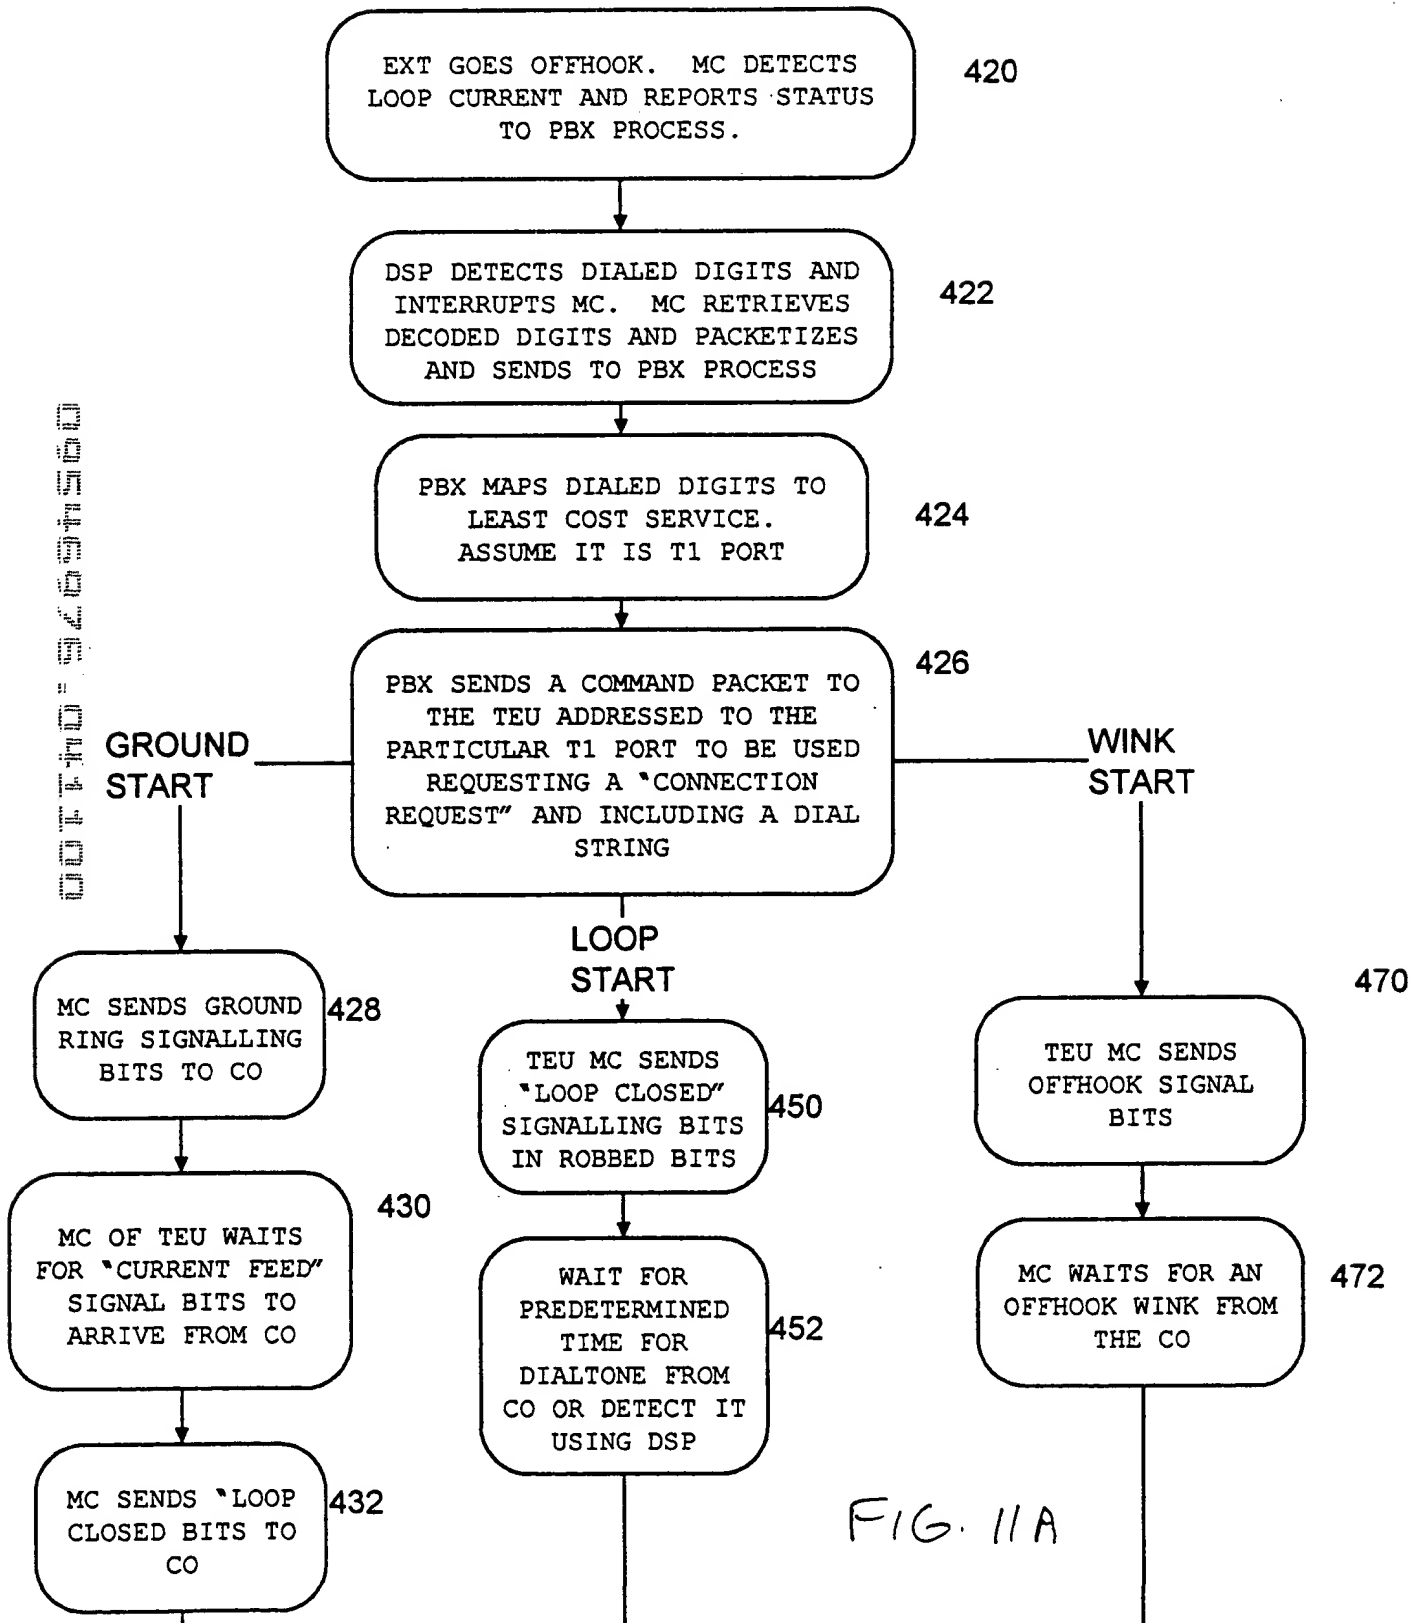 EXT GOES OFFHOOK. MC DETECTS
LOOP CURRENT AND REPORTS STATUS
TO PBX PROCESS.
420
DSP DETECTS DIALED DIGITS AND
INTERRUPTS MC. MC RETRIEVES
DECODED DIGITS AND PACKETIZES
AND SENDS TO PBX PROCESS
422
PBX MAPS DIALED DIGITS TO
LEAST COST SERVICE.
ASSUME IT IS T1 PORT
424
PBX SENDS A COMMAND PACKET TO
THE TEU ADDRESSED TO THE
PARTICULAR T1 PORT TO BE USED
REQUESTING A "CONNECTION
REQUEST" AND INCLUDING A DIAL
STRING
426
09546975.041100
GROUND
START
MC SENDS GROUND
RING SIGNALLING
BITS TO CO
428
MC OF TEU WAITS
FOR "CURRENT FEED"
SIGNAL BITS TO
ARRIVE FROM CO
430
MC SENDS "LOOP
CLOSED BITS TO
CO
432
LOOP
START
TEU MC SENDS
"LOOP CLOSED"
SIGNALLING BITS
IN ROBBED BITS
450
WAIT FOR
PREDETERMINED
TIME FOR
DIALTONE FROM
CO OR DETECT IT
USING DSP
452
WINK
START
TEU MC SENDS
OFFHOOK SIGNAL
BITS
470
MC WAITS FOR AN
OFFHOOK WINK FROM
THE CO
472
FIG. 11A